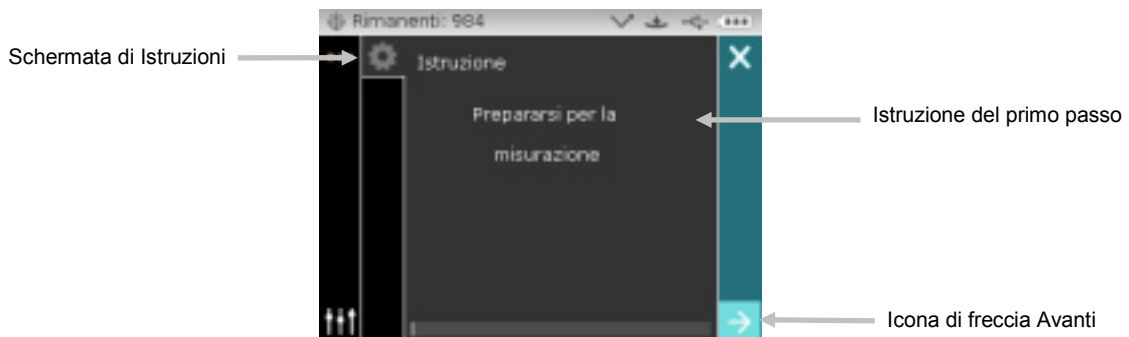 Rimanenti: 984
Schermata di Istruzioni
Istruzione
Prepararsi per la
misurazione
Istruzione del primo passo
Icona di freccia Avanti